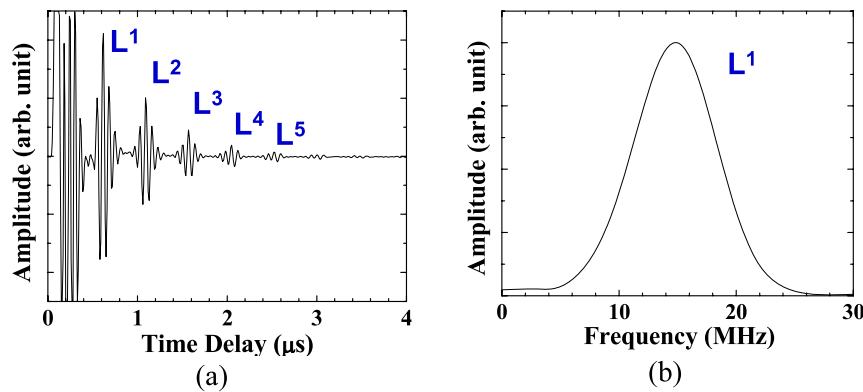 Amplitude (arb. unit)
L¹
L²
L³
L⁴
L⁵
0
1
2
3
4
Time Delay (μs)
(a)
Amplitude (arb. unit)
L¹
0
10
20
30
Frequency (MHz)
(b)